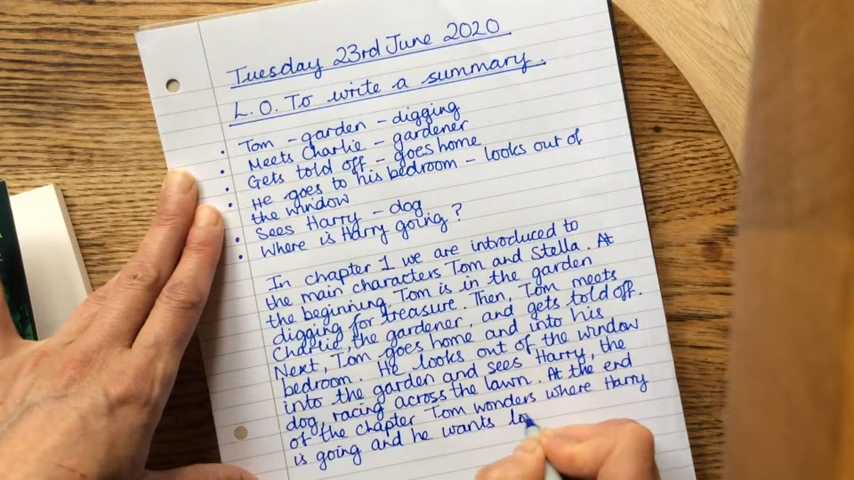 Tuesday 23rd June 2020
L.O. To write a summary.
• Tom - garden - digging
• Meets Charlie - gardener
• Gets told off - goes home
• He goes to his bedroom - looks out of
the window
• Sees Harry - dog
• Where is Harry going?
In chapter 1 we are introduced to
the main characters Tom and Stella. At
the beginning Tom is in the garden
digging for treasure. Then, Tom meets
Charlie, the gardener, and gets told off.
Next, Tom goes home and into his
bedroom. He looks out of the window
into the garden and sees Harry, the
dog, racing across the lawn. At the end
of the chapter Tom wonders where Harry
is going and he wants to